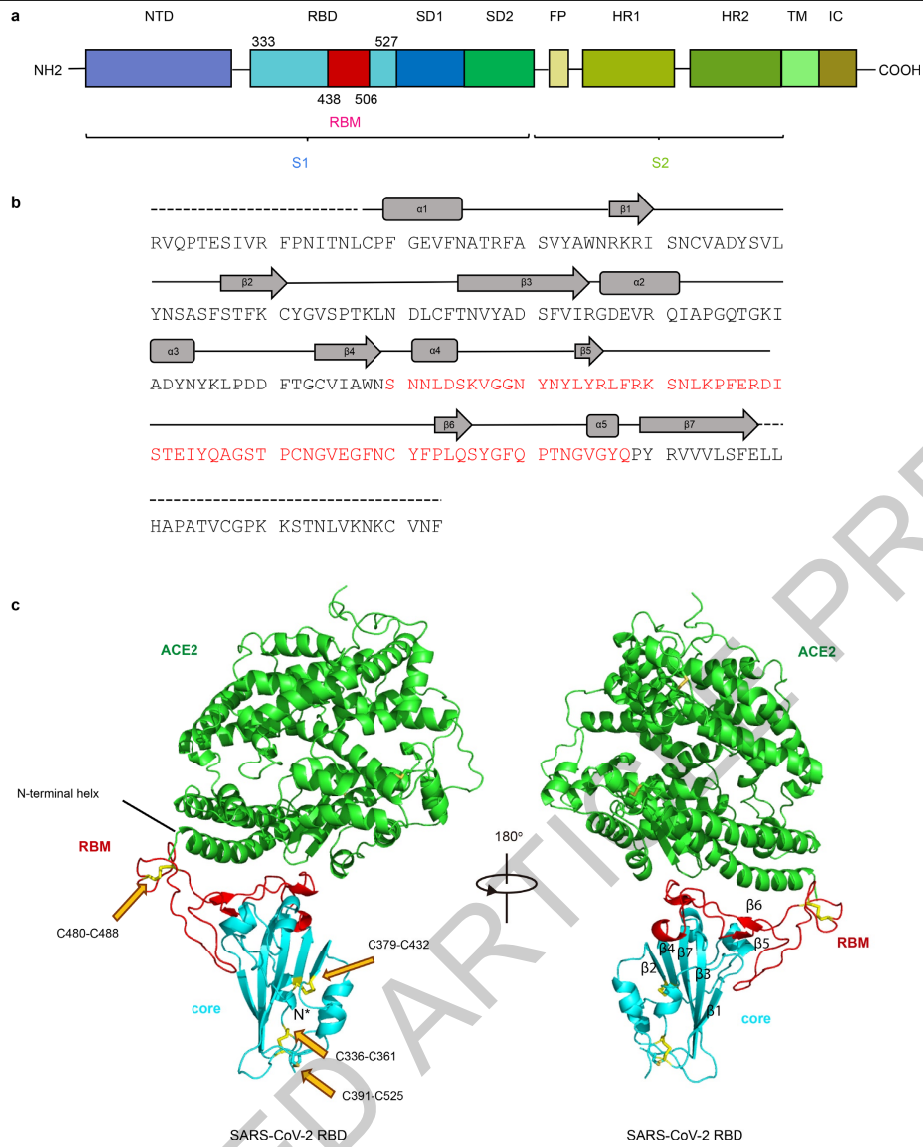 a
NTD RBD SD1 SD2 FP HR1 HR2 TM IC
333 527
NH2 COOH
438 506
RBM
S1 S2
b
α1 β1
RVQPTESIVR FPNITNLCPF GEVFNATRFA SVYAWNRKRI SNCVADYSVL
β2 β3 α2
YNSASFSTFK CYGVSPTKLN DLCFTNVYAD SFVIRGDEVR QIAPGQTGKI
α3 β4 α4 β5
ADYNYKLPDD FTGCVIAWNS NNLDSKVGGN YNYLYRLFRK SNLKPFERDI
β6 α5 β7
STEIYQAGST PCNGVEGFNC YFPLQSYGFQ PTNGVGYQPY RVVVLSFELL
HAPATVCGPK KSTNLVKNKC VNF
c
ACE2 ACE2
N-terminal helx
180°
RBM
β6
C480-C488
C379-C432
β4 β7 β5 RBM
β2 β3
core N* β1 core
C336-C361
C391-C525
SARS-CoV-2 RBD SARS-CoV-2 RBD
ED ARTICLE PRE